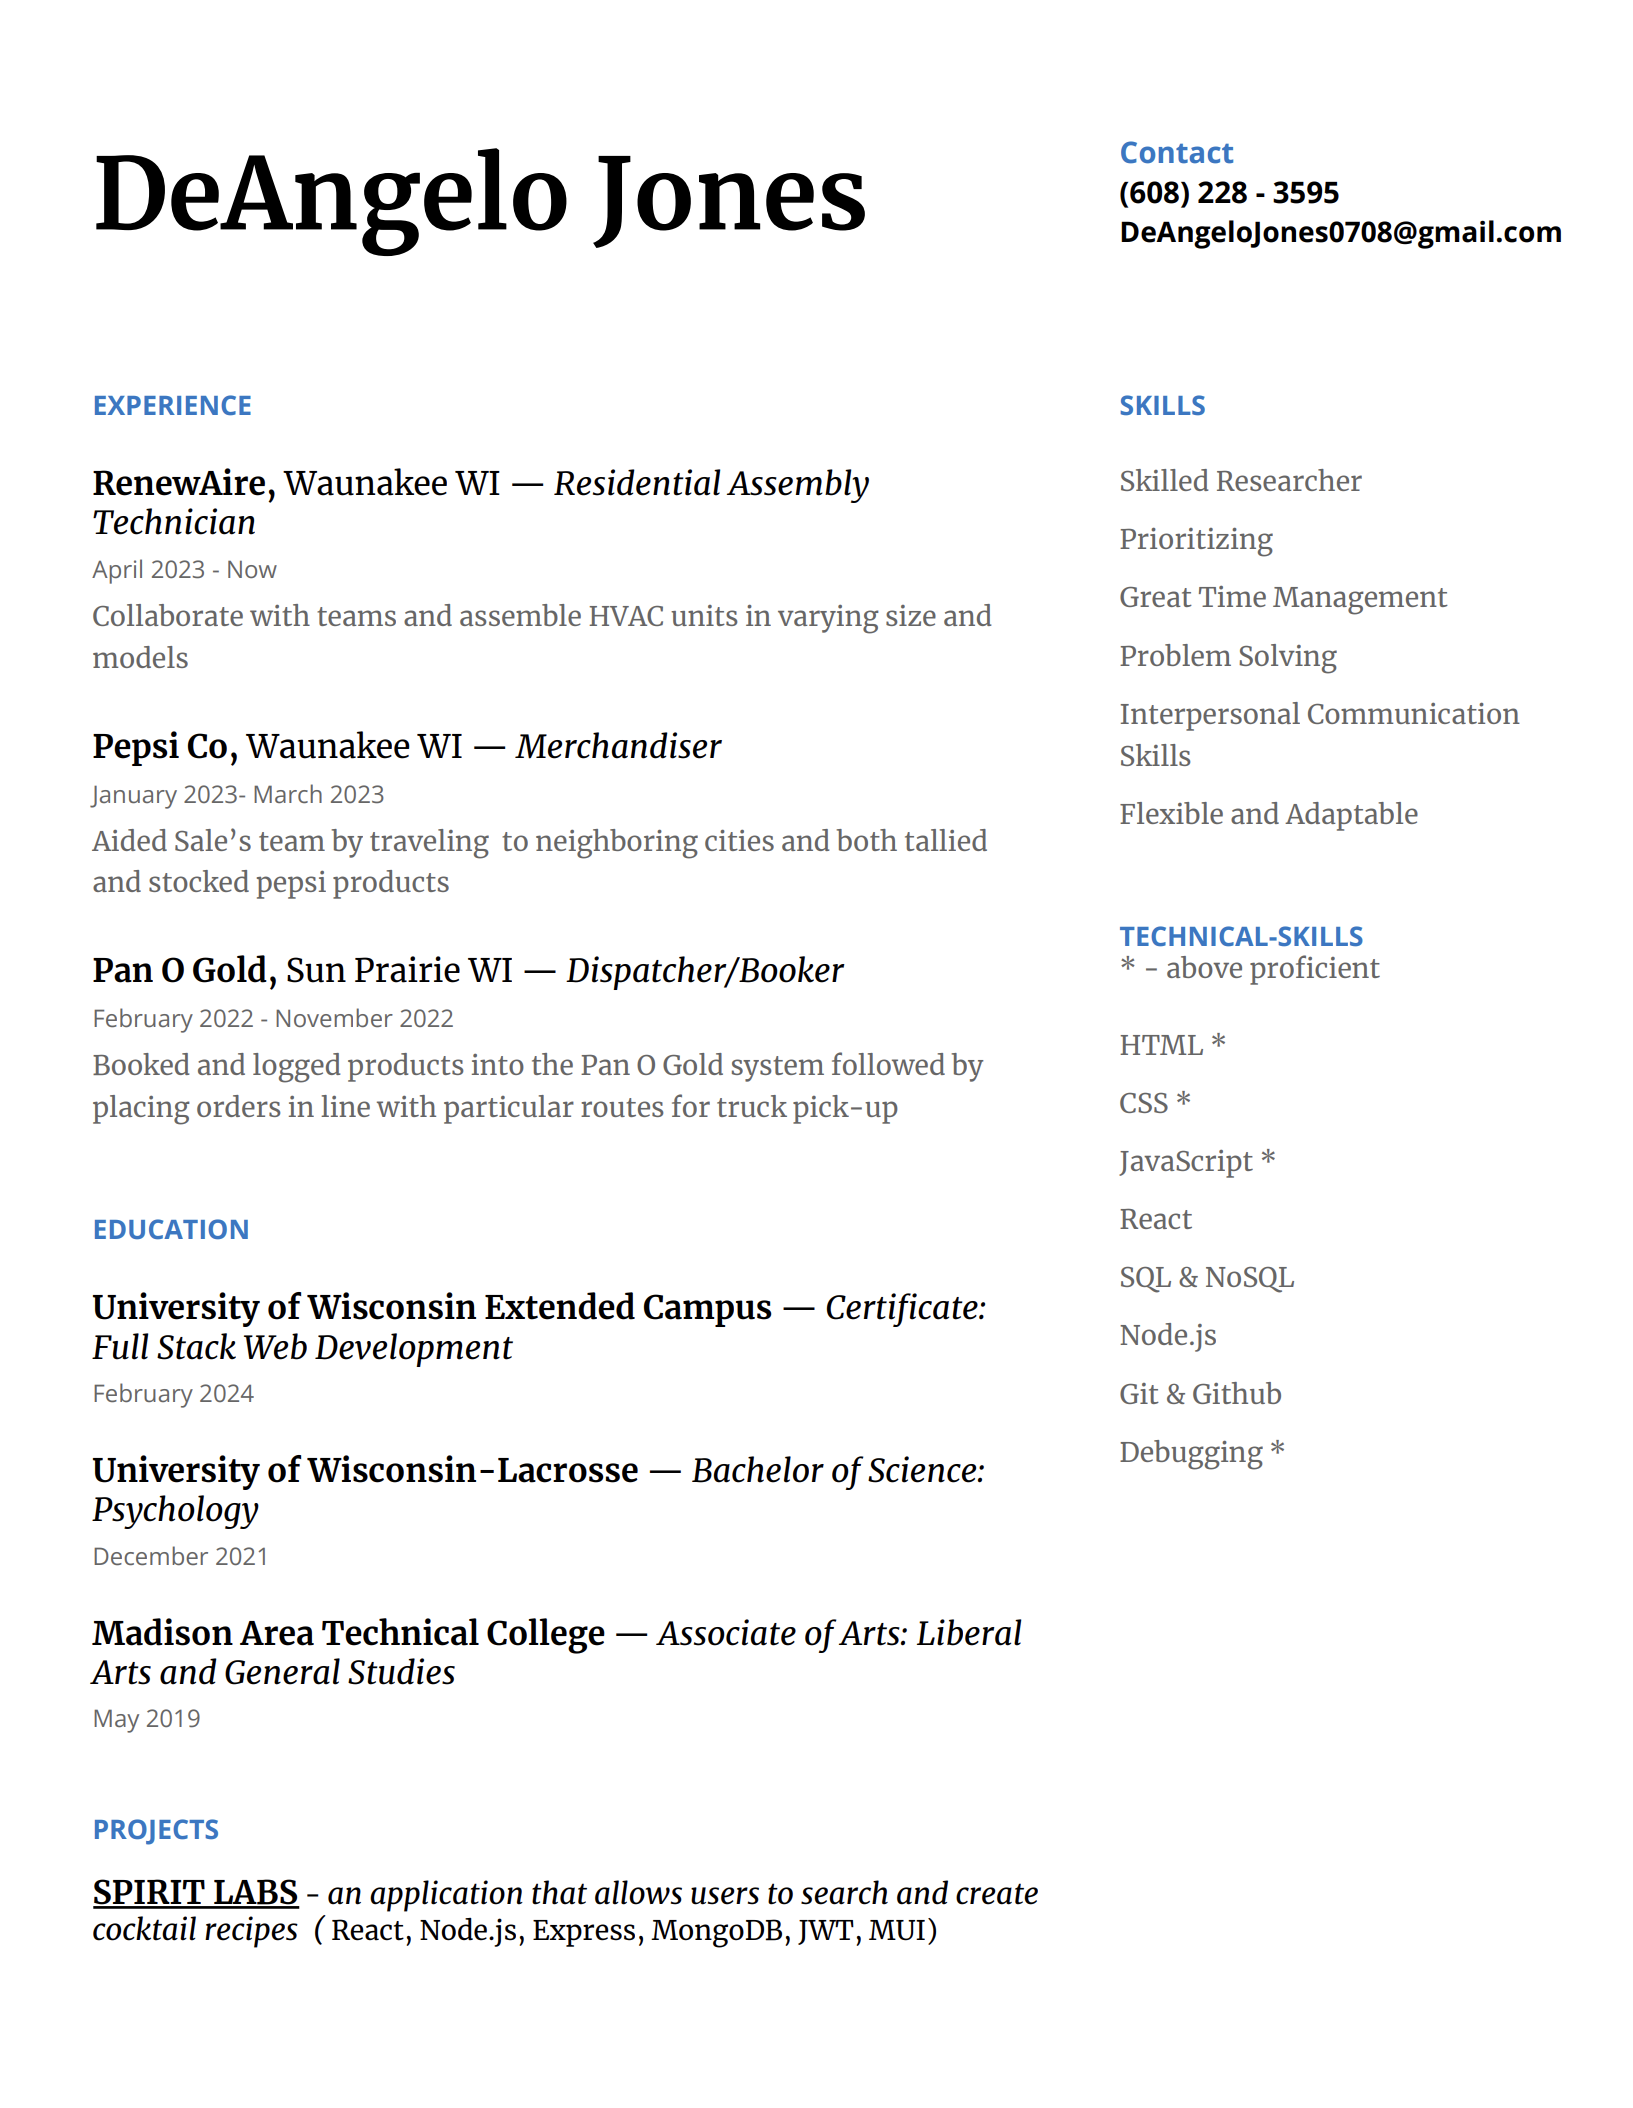 DeAngelo Jones
Contact
(608) 228 - 3595
DeAngeloJones0708@gmail.com
EXPERIENCE
RenewAire, Waunakee WI — Residential Assembly
Technician
April 2023 - Now
Collaborate with teams and assemble HVAC units in varying size and
models
Pepsi Co, Waunakee WI — Merchandiser
January 2023- March 2023
Aided Sale’s team by traveling  to neighboring cities and both tallied
and stocked pepsi products
Pan O Gold, Sun Prairie WI — Dispatcher/Booker
February 2022 - November 2022
Booked and logged products into the Pan O Gold system followed by
placing orders in line with particular routes for truck pick-up
EDUCATION
University of Wisconsin Extended Campus — Certificate:
Full Stack Web Development
February 2024
University of Wisconsin-Lacrosse — Bachelor of Science:
Psychology
December 2021
Madison Area Technical College — Associate of Arts: Liberal
Arts and General Studies
May 2019
PROJECTS
SPIRIT LABS - an application that allows users to search and create
cocktail recipes  ( React, Node.js, Express, MongoDB, JWT, MUI)
SKILLS
Skilled Researcher
Prioritizing
Great Time Management
Problem Solving
Interpersonal Communication
Skills
Flexible and Adaptable
TECHNICAL-SKILLS
* - above proficient
HTML *
CSS *
JavaScript *
React
SQL & NoSQL
Node.js
Git & Github
Debugging *